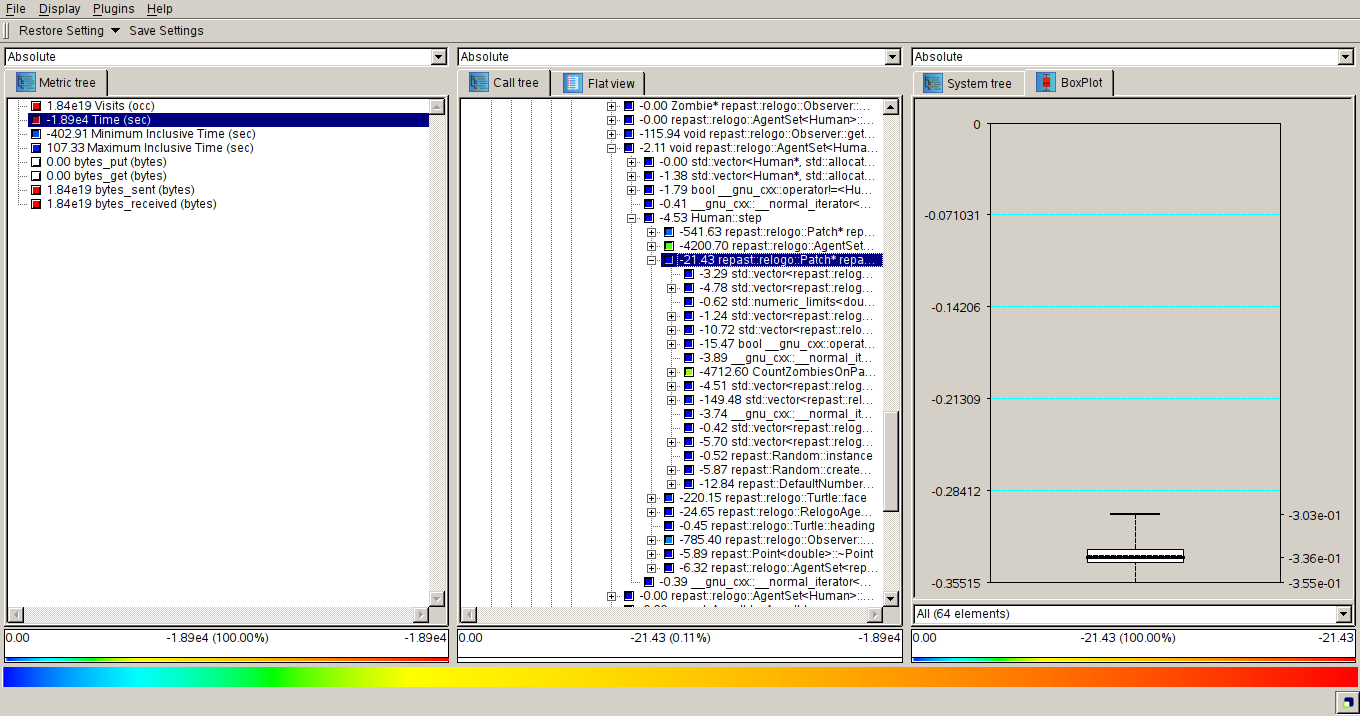 File Display Plugins Help
Restore Setting Save Settings
Absolute
Metric tree
1.84e19 Visits (occ)
-1.89e4 Time (sec)
-402.91 Minimum Inclusive Time (sec)
107.33 Maximum Inclusive Time (sec)
0.00 bytes_put (bytes)
0.00 bytes_get (bytes)
1.84e19 bytes_sent (bytes)
1.84e19 bytes_received (bytes)
0.00 -1.89e4 (100.00%) -1.89e4
Absolute
Call tree Flat view
-0.00 Zombie* repast::relogo::Observer::...
-0.00 repast::relogo::AgentSet<Human>::...
-115.94 void repast::relogo::Observer::get...
-2.11 void repast::relogo::AgentSet<Huma...
-0.00 std::vector<Human*, std::allocat...
-1.38 std::vector<Human*, std::allocat...
-1.79 bool __gnu_cxx::operator!=<Hu...
-0.41 __gnu_cxx::__normal_iterator<...
-4.53 Human::step
-541.63 repast::relogo::Patch* rep...
-4200.70 repast::relogo::AgentSet...
-21.43 repast::relogo::Patch* repa...
-3.29 std::vector<repast::relog...
-4.78 std::vector<repast::relog...
-0.62 std::numeric_limits<dou...
-1.24 std::vector<repast::relog...
-10.72 std::vector<repast::relo...
-15.47 bool __gnu_cxx::operat...
-3.89 __gnu_cxx::__normal_it...
-4712.60 CountZombiesOnPa...
-4.51 std::vector<repast::relog...
-149.48 std::vector<repast::rel...
-3.74 __gnu_cxx::__normal_it...
-0.42 std::vector<repast::relog...
-5.70 std::vector<repast::relog...
-0.52 repast::Random::instance
-5.87 repast::Random::create...
-12.84 repast::DefaultNumber...
-220.15 repast::relogo::Turtle::face
-24.65 repast::relogo::RelogoAge...
-0.45 repast::relogo::Turtle::heading
-785.40 repast::relogo::Observer:...
-5.89 repast::Point<double>::~Point
-6.32 repast::relogo::AgentSet<rep...
-0.39 __gnu_cxx::__normal_iterator<...
-0.00 repast::relogo::AgentSet<Human>::...
0.00 -21.43 (0.11%) -1.89e4
Absolute
System tree BoxPlot
0
-0.071031
-0.14206
-0.21309
-0.28412
-0.35515
-3.03e-01
-3.36e-01
-3.55e-01
All (64 elements)
0.00 -21.43 (100.00%) -21.43